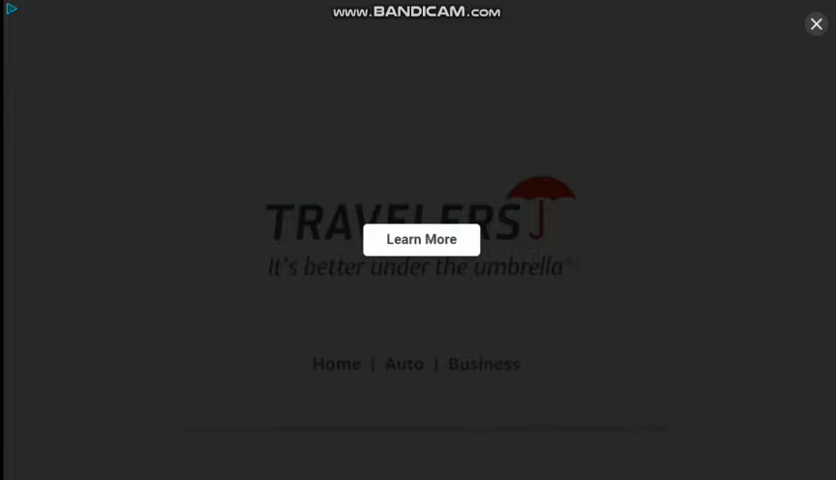 WWW.BANDICAM.COM
TRAVELERS
Learn More
It's better under the umbrella®
Home | Auto | Business